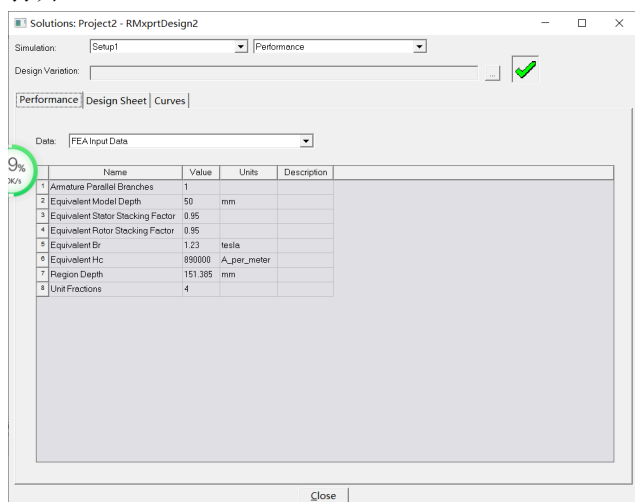 Solutions: Project2 - RMxprtDesign2
Simulation: Setup1 Performance
Design Variation: ...
Performance Design Sheet Curves
Data: FEA Input Data
9%
0K/s
Name Value Units Description
1 Armature Parallel Branches 1
2 Equivalent Model Depth 50 mm
3 Equivalent Stator Stacking Factor 0.95
4 Equivalent Rotor Stacking Factor 0.95
5 Equivalent Br 1.23 tesla
6 Equivalent Hc 890000 A_per_meter
7 Region Depth 151.385 mm
8 Unit Fractions 4
Close